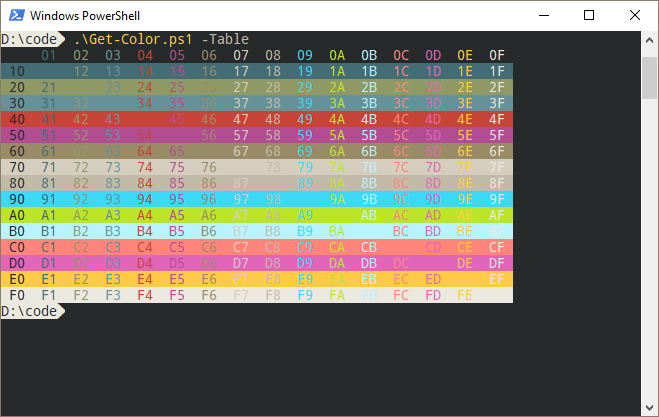 Windows PowerShell
D:\code .\Get-Color.ps1 -Table
01 02 03 04 05 06 07 08 09 0A 0B 0C 0D 0E 0F
10 12 13 14 15 16 17 18 19 1A 1B 1C 1D 1E 1F
20 21 23 24 25 27 28 29 2A 2B 2C 2D 2E 2F
30 31 32 34 35 36 37 38 39 3A 3B 3C 3D 3E 3F
40 41 42 43 45 46 47 48 49 4A 4B 4C 4D 4E 4F
50 51 52 53 54 56 57 58 59 5A 5B 5C 5D 5E 5F
60 61 63 64 65 67 68 69 6A 6B 6C 6D 6E 6F
70 71 72 73 74 75 76 78 79 7A 7B 7C 7D 7E 7F
80 81 82 83 84 85 86 87 89 8A 8B 8C 8D 8E 8F
90 91 92 93 94 95 96 97 98 9A 9B 9C 9D 9E 9F
A0 A1 A2 A3 A4 A5 A6 A7 A8 A9 AB AC AD AE AF
B0 B1 B2 B3 B4 B5 B6 B7 B8 B9 BA BC BD BE
C0 C1 C2 C3 C4 C5 C6 C7 C8 C9 CA CB CD CE CF
D0 D1 D2 D3 D4 D5 D6 D7 D8 D9 DA DB DC DE DF
E0 E1 E2 E3 E4 E5 E6 E7 E8 E9 EA EB EC ED EF
F0 F1 F2 F3 F4 F5 F6 F7 F8 F9 FA FB FC FD FE
D:\code